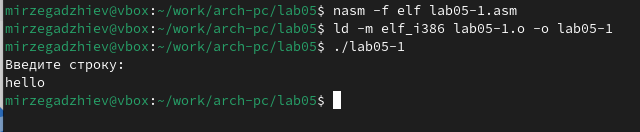 mirzegadzhiev@vbox:~/work/arch-pc/lab05$ nasm -f elf lab05-1.asm
mirzegadzhiev@vbox:~/work/arch-pc/lab05$ ld -m elf_i386 lab05-1.o -o lab05-1
mirzegadzhiev@vbox:~/work/arch-pc/lab05$ ./lab05-1
Введите строку:
hello
mirzegadzhiev@vbox:~/work/arch-pc/lab05$